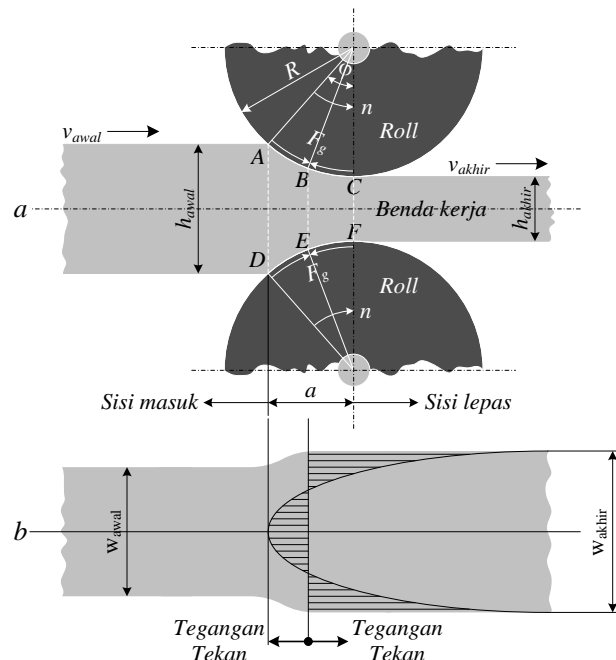 R
φ
n
F_g
Roll
v_awal
v_akhir
A
B
C
a
h_awal
Benda kerja
h_akhir
D
E
F
F_g
Roll
n
a
Sisi masuk
Sisi lepas
b
w_awal
w_akhir
Tegangan
Tekan
Tegangan
Tekan